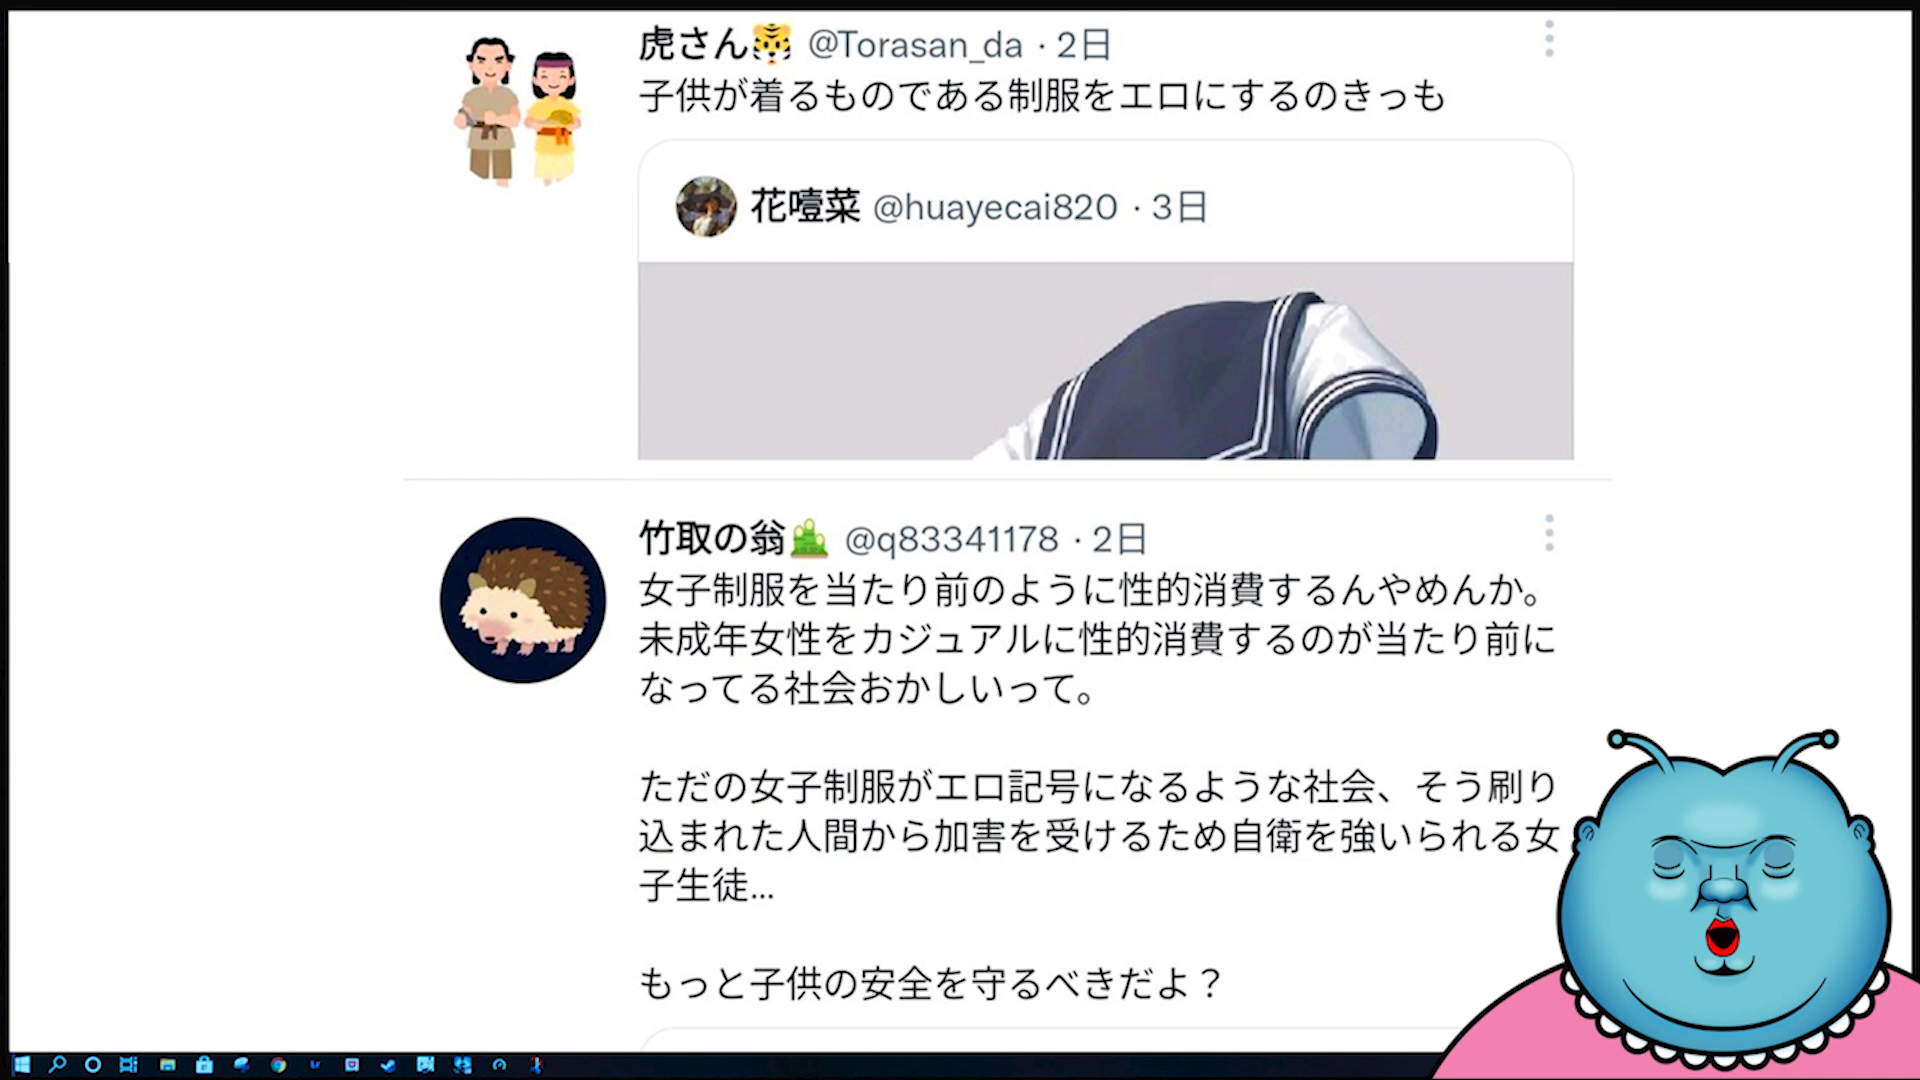 虎さん🐯 @Torasan_da · 2日
子供が着るものである制服をエロにするのきっも
花噎菜 @huayecai820 · 3日
竹取の翁🎍 @q83341178 · 2日
女子制服を当たり前のように性的消費するんやめんか。
未成年女性をカジュアルに性的消費するのが当たり前に
なってる社会おかしいって。
ただの女子制服がエロ記号になるような社会、そう刷り
込まれた人間から加害を受けるため自衛を強いられる女
子生徒...
もっと子供の安全を守るべきだよ？